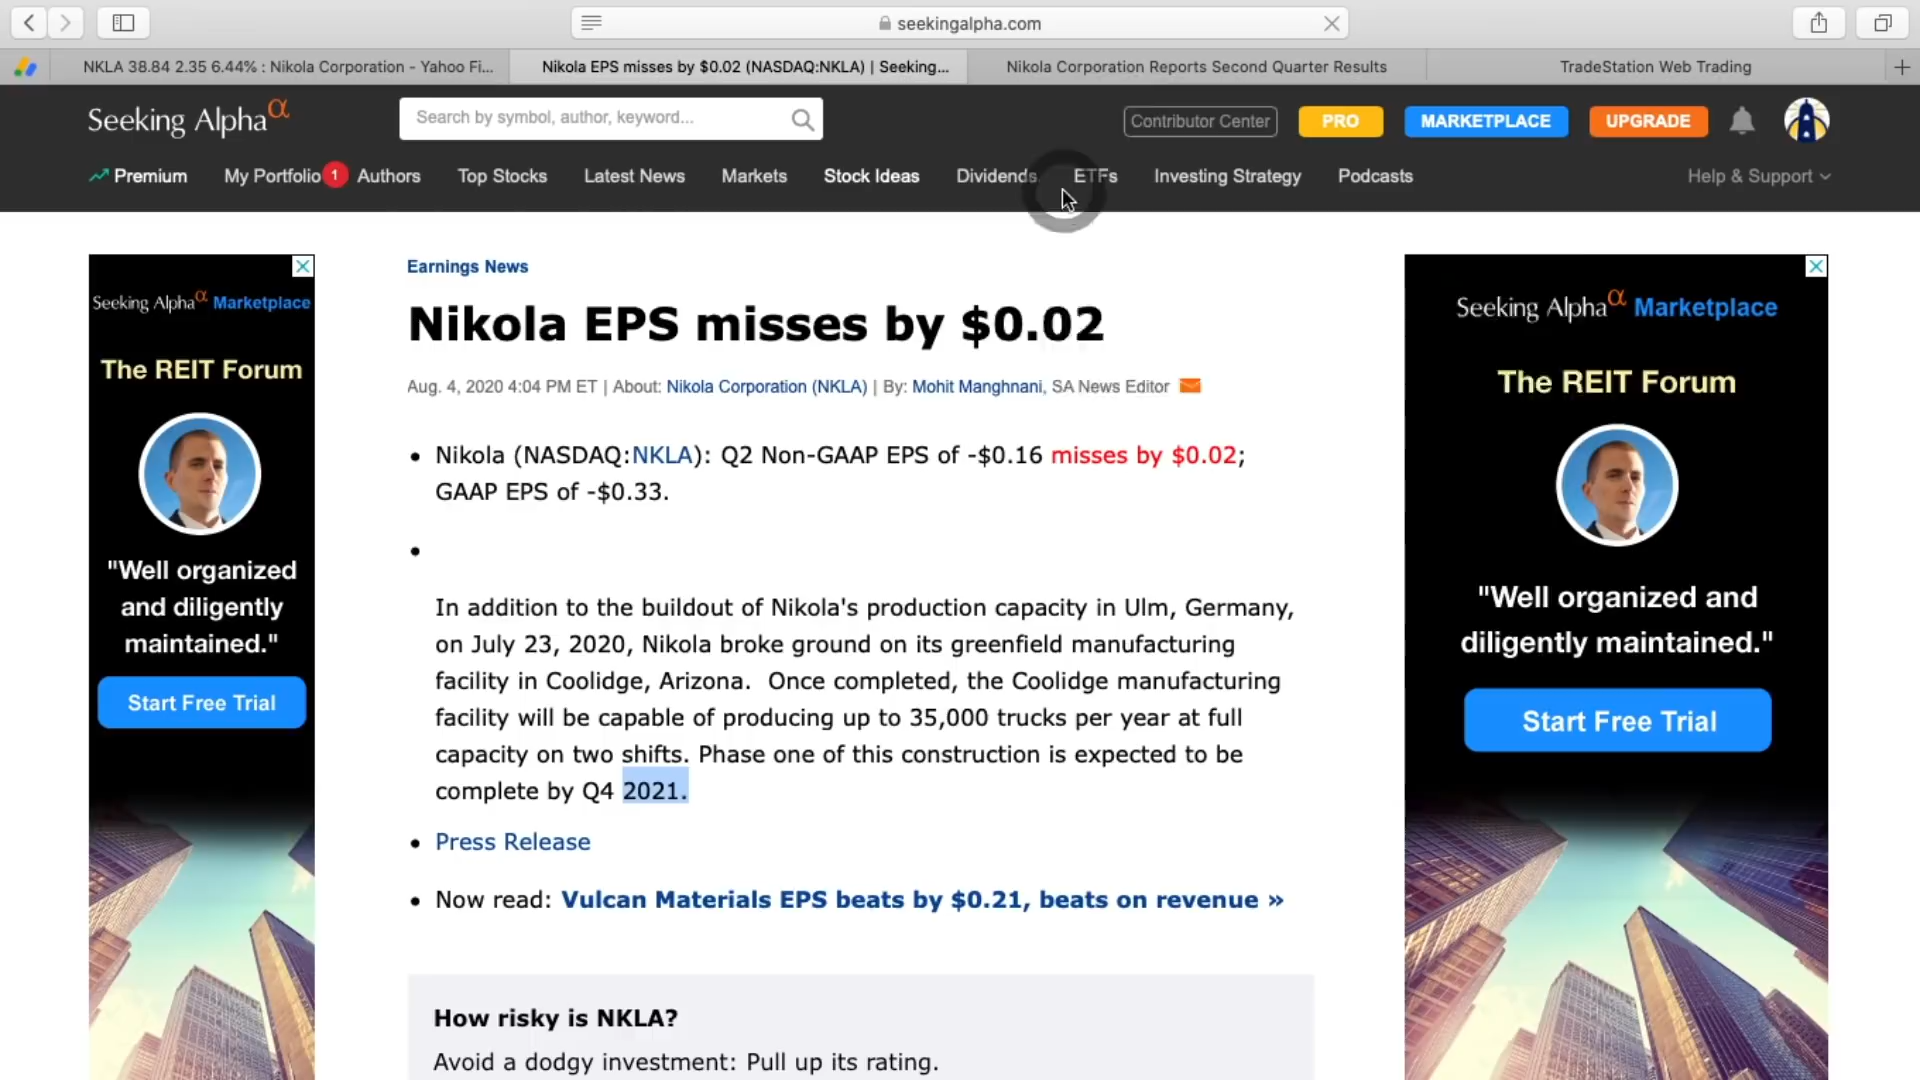 seekingalpha.com
NKLA 38.84 2.35 6.44% : Nikola Corporation - Yahoo Fi...
Nikola EPS misses by $0.02 (NASDAQ:NKLA) | Seeking...
Nikola Corporation Reports Second Quarter Results
TradeStation Web Trading
Seeking Alpha α
Search by symbol, author, keyword...
Contributor Center
PRO
MARKETPLACE
UPGRADE
Premium
My Portfolio 1
Authors
Top Stocks
Latest News
Markets
Stock Ideas
Dividends
ETFs
Investing Strategy
Podcasts
Help & Support
Seeking Alpha α Marketplace
The REIT Forum
"Well organized
and diligently
maintained."
Start Free Trial
Earnings News
Nikola EPS misses by $0.02
Aug. 4, 2020 4:04 PM ET | About: Nikola Corporation (NKLA) | By: Mohit Manghnani, SA News Editor
• Nikola (NASDAQ:NKLA): Q2 Non-GAAP EPS of -$0.16 misses by $0.02;
GAAP EPS of -$0.33.
•
In addition to the buildout of Nikola's production capacity in Ulm, Germany,
on July 23, 2020, Nikola broke ground on its greenfield manufacturing
facility in Coolidge, Arizona.  Once completed, the Coolidge manufacturing
facility will be capable of producing up to 35,000 trucks per year at full
capacity on two shifts. Phase one of this construction is expected to be
complete by Q4 2021.
• Press Release
• Now read: Vulcan Materials EPS beats by $0.21, beats on revenue »
How risky is NKLA?
Avoid a dodgy investment: Pull up its rating.
Seeking Alpha α Marketplace
The REIT Forum
"Well organized and
diligently maintained."
Start Free Trial